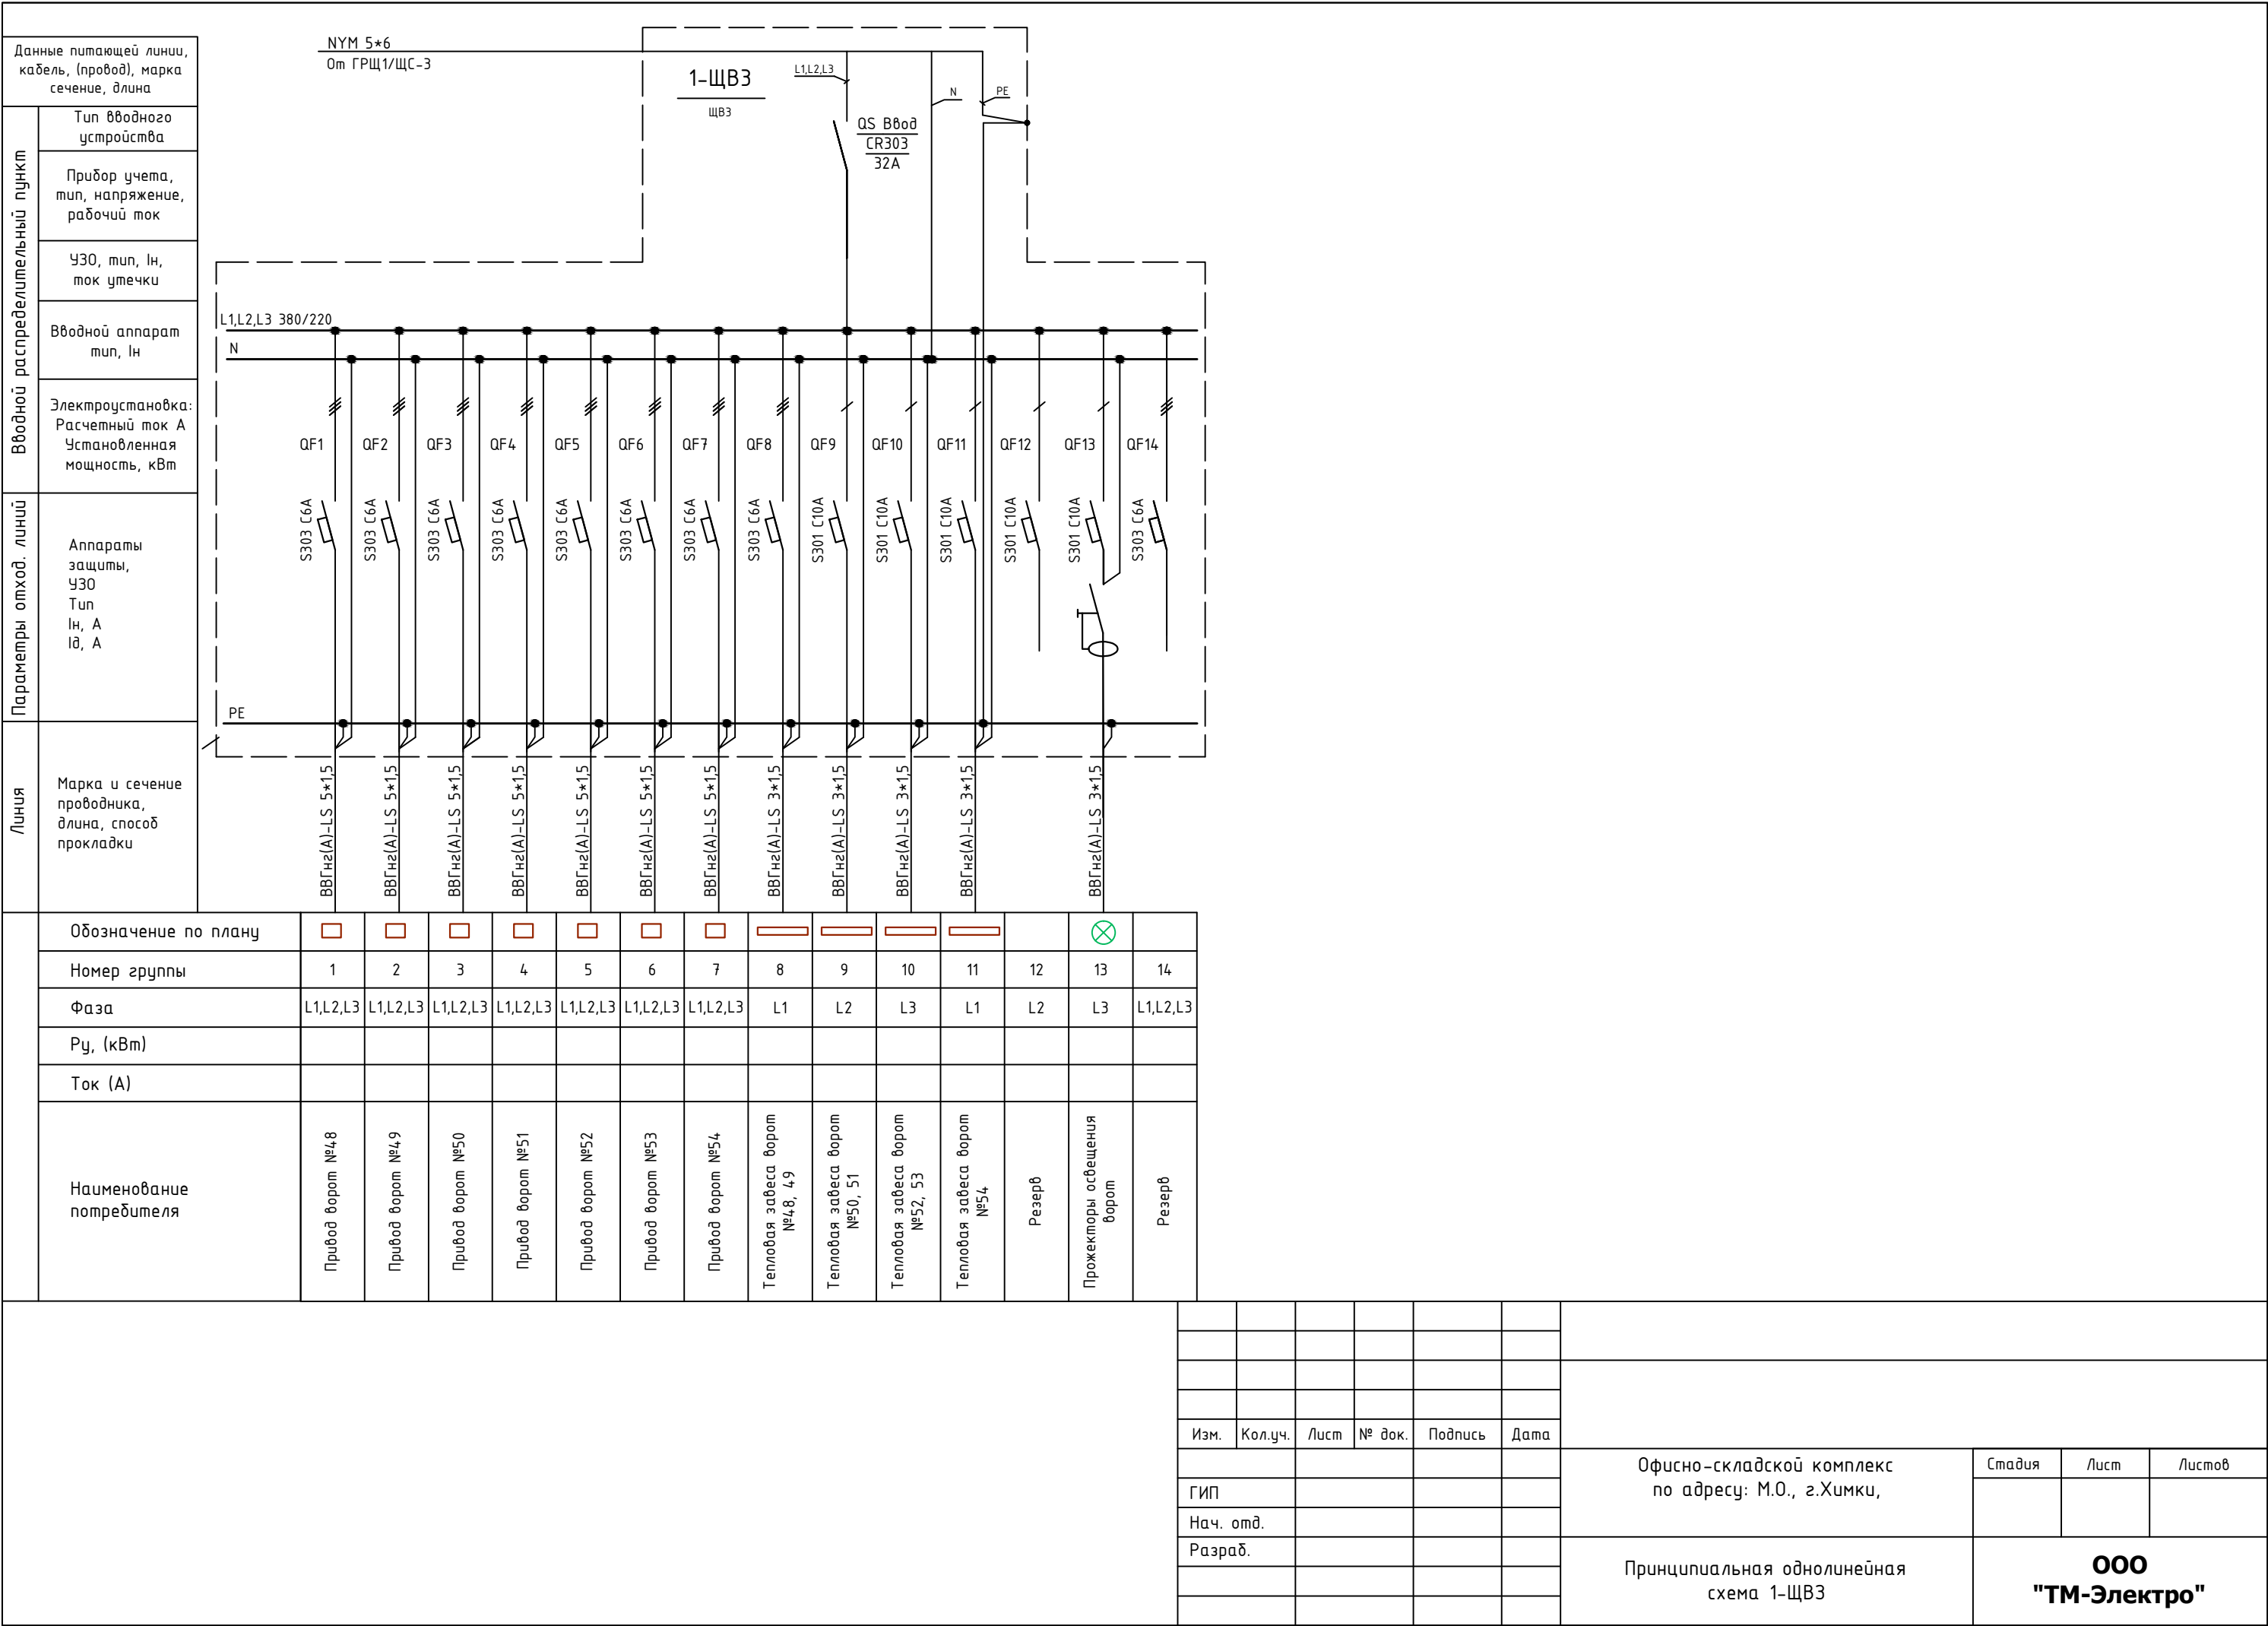 Данные питающей линии,
кабель, (провод), марка
сечение, длина
Вводной распределительный пункт
Тип вводного
устройства
Прибор учета,
тип, напряжение,
рабочий ток
УЗО, тип, Iн,
ток утечки
Вводной аппарат
тип, Iн
Электроустановка:
Расчетный ток А
Установленная
мощность, кВт
Параметры отход. линий
Аппараты
защиты,
УЗО
Тип
Iн, А
Iд, А
Линия
Марка и сечение
проводника,
длина, способ
прокладки
NYM 5*6
От ГРЩ1/ЩС-3
1-ЩВ3
ЩВ3
L1,L2,L3
N
PE
QS Ввод
CR303
32А
L1,L2,L3 380/220
N
QF1 QF2 QF3 QF4 QF5 QF6 QF7 QF8 QF9 QF10 QF11 QF12 QF13 QF14
S303 C6A
S303 C6A
S303 C6A
S303 C6A
S303 C6A
S303 C6A
S303 C6A
S303 C6A
S301 C10A
S301 C10A
S301 C10A
S301 C10A
S301 C10A
S303 C6A
PE
ВВГнг(А)-LS 5*1,5
ВВГнг(А)-LS 5*1,5
ВВГнг(А)-LS 5*1,5
ВВГнг(А)-LS 5*1,5
ВВГнг(А)-LS 5*1,5
ВВГнг(А)-LS 5*1,5
ВВГнг(А)-LS 5*1,5
ВВГнг(А)-LS 3*1,5
ВВГнг(А)-LS 3*1,5
ВВГнг(А)-LS 3*1,5
ВВГнг(А)-LS 3*1,5
ВВГнг(А)-LS 3*1,5
Обозначение по плану
Номер группы 1 2 3 4 5 6 7 8 9 10 11 12 13 14
Фаза L1,L2,L3 L1,L2,L3 L1,L2,L3 L1,L2,L3 L1,L2,L3 L1,L2,L3 L1,L2,L3 L1 L2 L3 L1 L2 L3 L1,L2,L3
Ру, (кВт)
Ток (А)
Наименование
потребителя
Привод ворот №48
Привод ворот №49
Привод ворот №50
Привод ворот №51
Привод ворот №52
Привод ворот №53
Привод ворот №54
Тепловая завеса ворот
№48, 49
Тепловая завеса ворот
№50, 51
Тепловая завеса ворот
№52, 53
Тепловая завеса ворот
№54
Резерв
Прожекторы освещения
ворот
Резерв
Изм. Кол.уч. Лист № док. Подпись Дата
ГИП
Нач. отд.
Разраб.
Офисно-складской комплекс
по адресу: М.О., г.Химки,
Стадия Лист Листов
Принципиальная однолинейная
схема 1-ЩВ3
ООО
"ТМ-Электро"